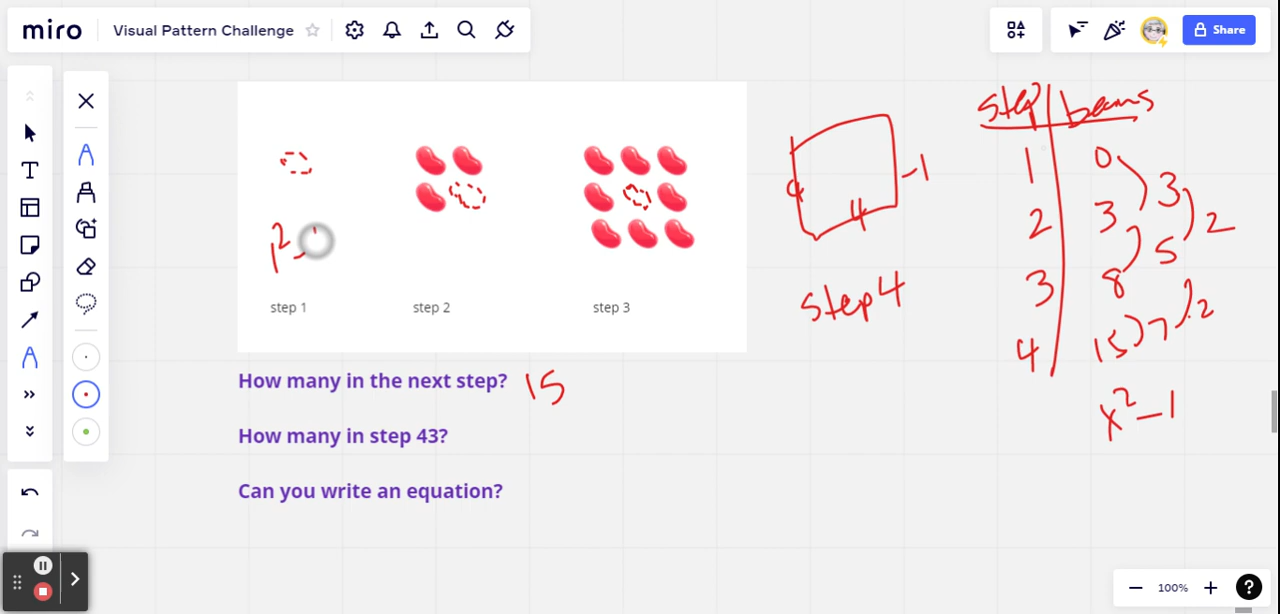 miro Visual Pattern Challenge Share
step beans
1 0
3
2 3 2
5
3 8
2
4 15 7
x² - 1
4 4 -1
step 4
1² -
step 1 step 2 step 3
How many in the next step? 15
How many in step 43?
Can you write an equation?
100%